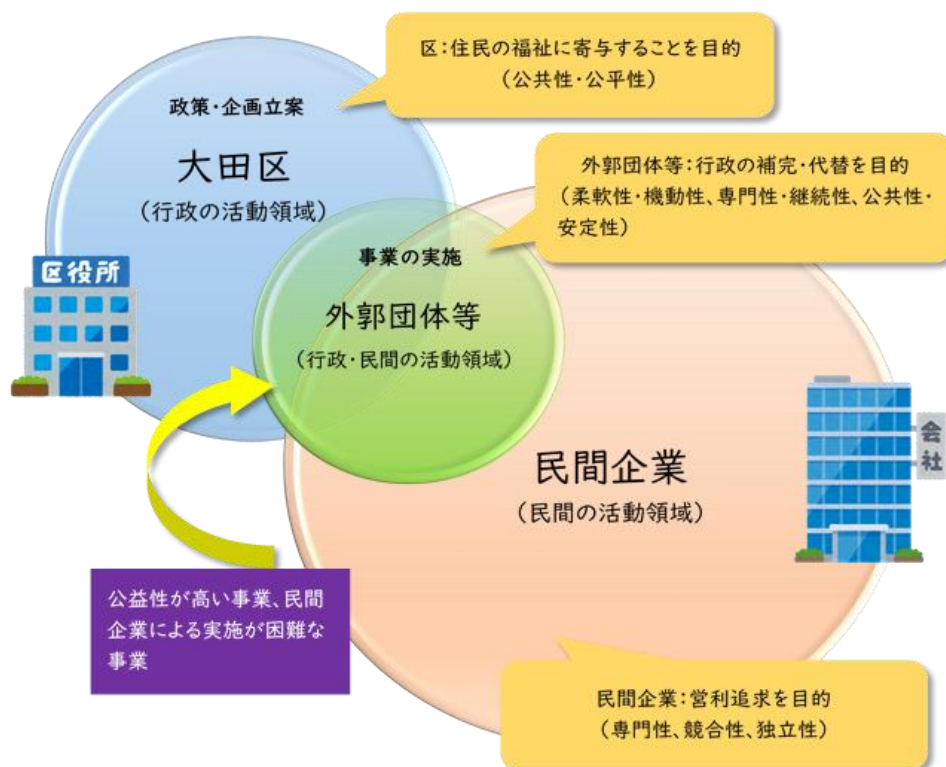 区：住民の福祉に寄与することを目的
（公共性・公平性）
政策・企画立案
大田区
（行政の活動領域）
外郭団体等：行政の補完・代替を目的
（柔軟性・機動性、専門性・継続性、公共性・
安定性）
区役所
事業の実施
外郭団体等
（行政・民間の活動領域）
民間企業
（民間の活動領域）
会
社
公益性が高い事業、民間
企業による実施が困難な
事業
民間企業：営利追求を目的
（専門性、競合性、独立性）